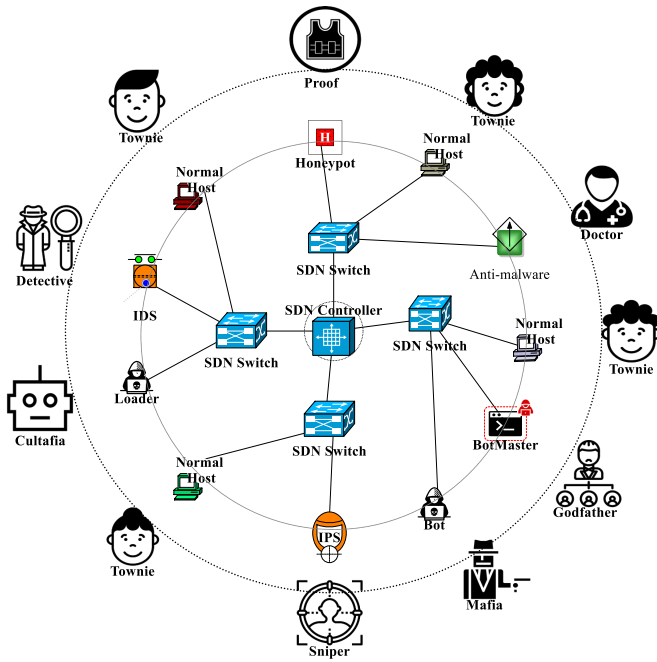 Proof
Townie
Townie
H
Honeypot
Normal
Host
Normal
Host
Doctor
SDN Switch
Anti-malware
Detective
IDS
SDN Controller
SDN Switch
Normal
Host
SDN Switch
Townie
Loader
Cultafia
SDN Switch
BotMaster
Normal
Host
Godfather
Bot
IPS
Townie
Mafia
Sniper